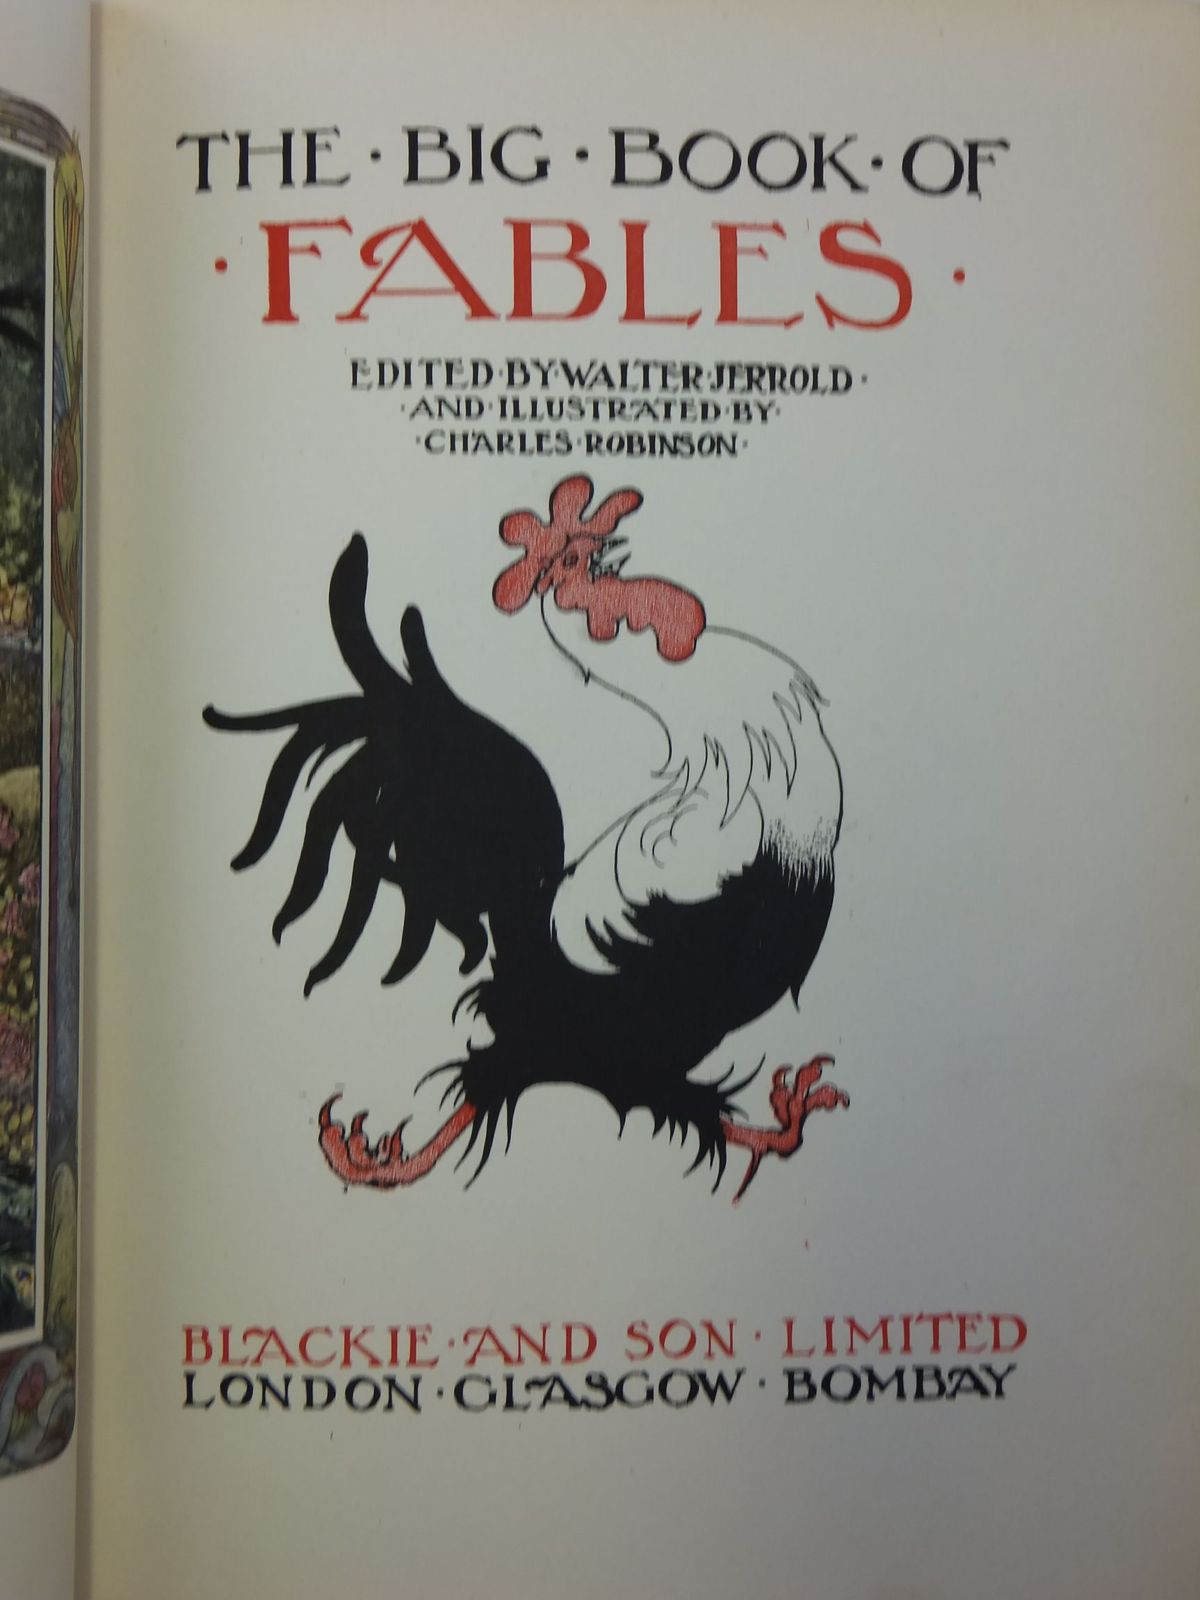 THE · BIG · BOOK · OF
· FABLES ·
EDITED · BY · WALTER · JERROLD ·
· AND · ILLUSTRATED · BY ·
· CHARLES · ROBINSON ·
BLACKIE · AND SON · LIMITED
LONDON · GLASGOW · BOMBAY